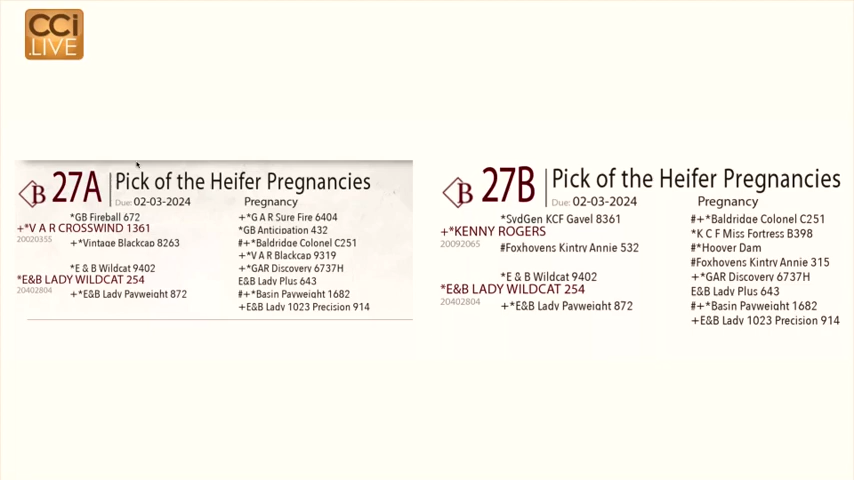 CCi
.LIVE
B 27A Pick of the Heifer Pregnancies
Due: 02-03-2024 Pregnancy
*GB Fireball 672
+*V A R CROSSWIND 1361
20203355
+*Vintage Blackcap 8263
*E & B Wildcat 9402
*E&B LADY WILDCAT 254
20402804
+*E&B Lady Payweight 872
+*G A R Sure Fire 6404
*GB Anticipation 432
#+*Baldridge Colonel C251
+*V A R Blackcap 9319
+*GAR Discovery 6737H
E&B Lady Plus 643
#+*Basin Payweight 1682
+E&B Lady 1023 Precision 914
B 27B Pick of the Heifer Pregnancies
Due: 02-03-2024 Pregnancy
*SydGen KCF Gavel 8361
+*KENNY ROGERS
20092065
#Foxhovens Kintry Annie 532
*E & B Wildcat 9402
*E&B LADY WILDCAT 254
20402804
+*E&B Lady Payweight 872
#+*Baldridge Colonel C251
*K C F Miss Fortress B398
#*Hoover Dam
#Foxhovens Kintry Annie 315
+*GAR Discovery 6737H
E&B Lady Plus 643
#+*Basin Payweight 1682
+E&B Lady 1023 Precision 914